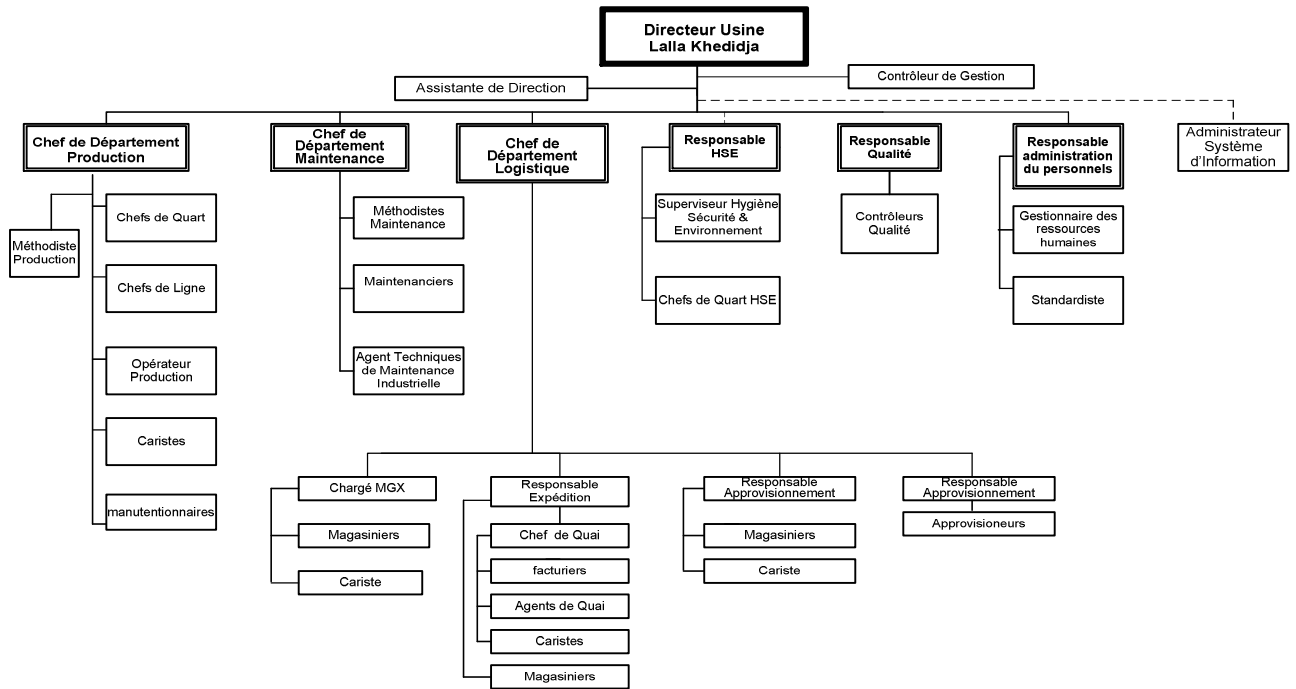 Directeur Usine
Lalla Khedidja
Contrôleur de Gestion
Assistante de Direction
Chef de Département
Production
Chef de
Département
Maintenance
Chef de
Département
Logistique
Responsable
HSE
Responsable
Qualité
Responsable
administration
du personnels
Administrateur
Système
d'Information
Méthodiste
Production
Chefs de Quart
Chefs de Ligne
Opérateur
Production
Caristes
manutentionnaires
Méthodistes
Maintenance
Maintenanciers
Agent Techniques
de Maintenance
Industrielle
Superviseur Hygiène
Sécurité &
Environnement
Chefs de Quart HSE
Contrôleurs
Qualité
Gestionnaire des
ressources
humaines
Standardiste
Chargé MGX
Magasiniers
Cariste
Responsable
Expédition
Chef de Quai
facturiers
Agents de Quai
Caristes
Magasiniers
Responsable
Approvisionnement
Magasiniers
Cariste
Responsable
Approvisionnement
Approvisioneurs